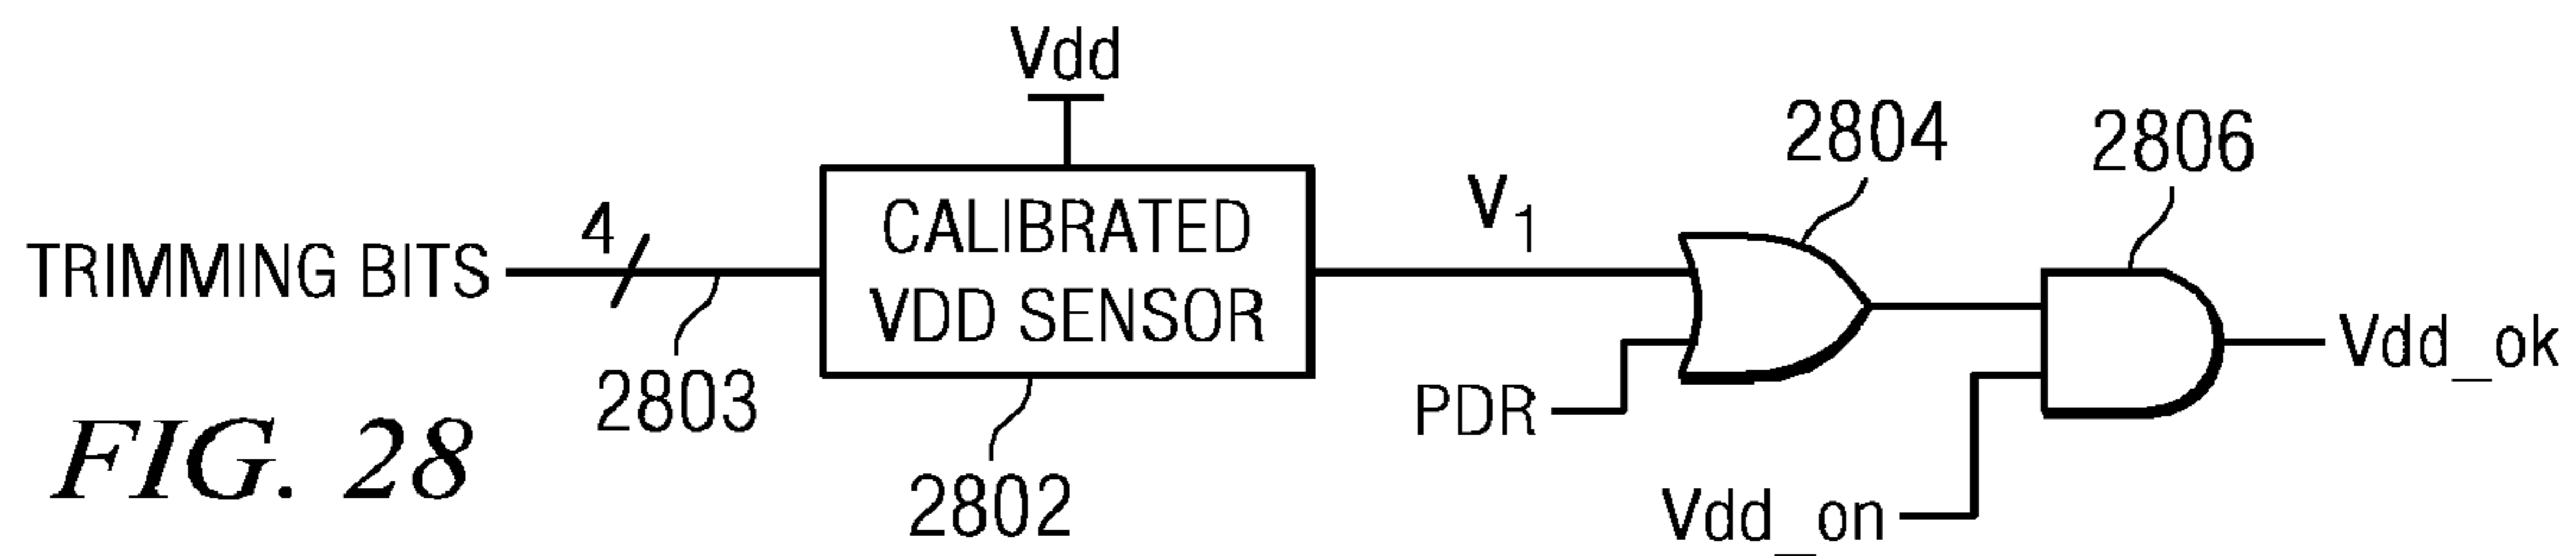 Vdd
2804
2806
4
TRIMMING BITS
CALIBRATED
VDD SENSOR
V1
Vdd_ok
2803
PDR
FIG. 28
2802
Vdd_on